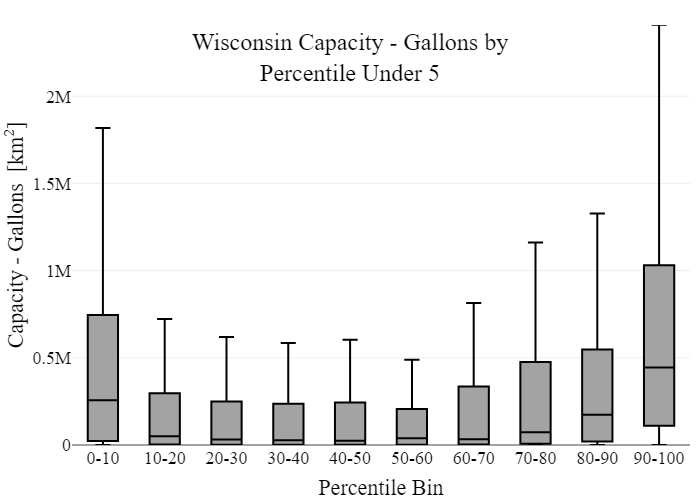 Wisconsin Capacity - Gallons by
Percentile Under 5
Capacity - Gallons [km²]
2M
1.5M
1M
0.5M
0
0-10 10-20 20-30 30-40 40-50 50-60 60-70 70-80 80-90 90-100
Percentile Bin